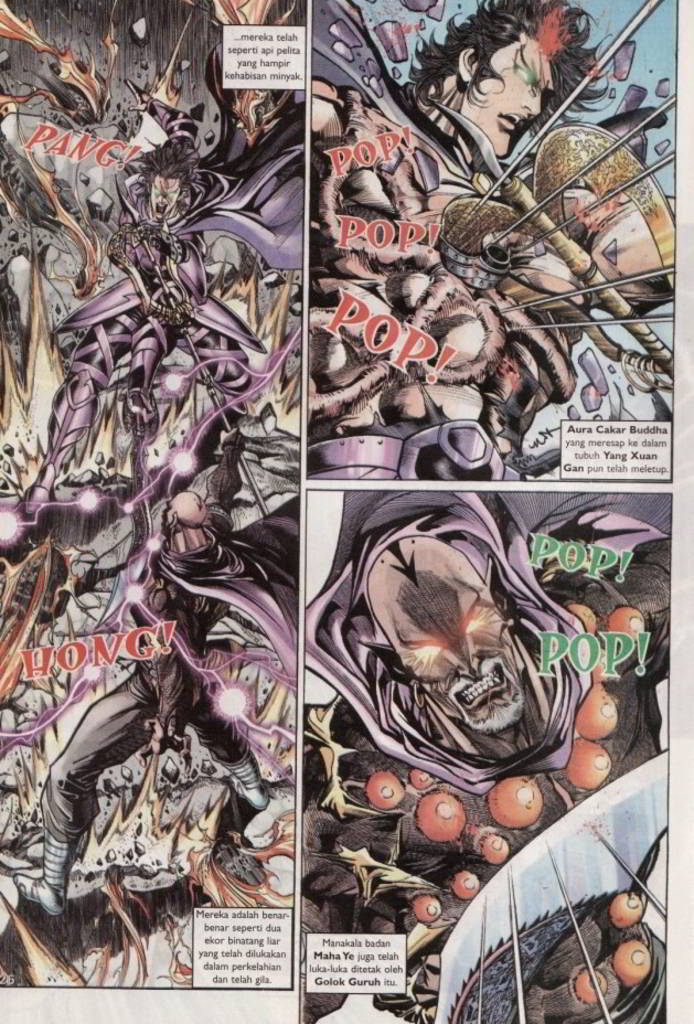 ...mereka telah
seperti api pelita
yang hampir
kehabisan minyak.
PANG!
HONG!
Mereka adalah benar-
benar seperti dua
ekor binatang liar
yang telah dilukakan
dalam perkelahian
dan telah gila.
26
POP!
POP!
POP!
POP!
Aura Cakar Buddha
yang meresap ke dalam
tubuh Yang Xuan
Gan pun telah meletup.
POP!
POP!
Manakala badan
Maha Ye juga telah
luka-luka ditetak oleh
Golok Guruh itu.